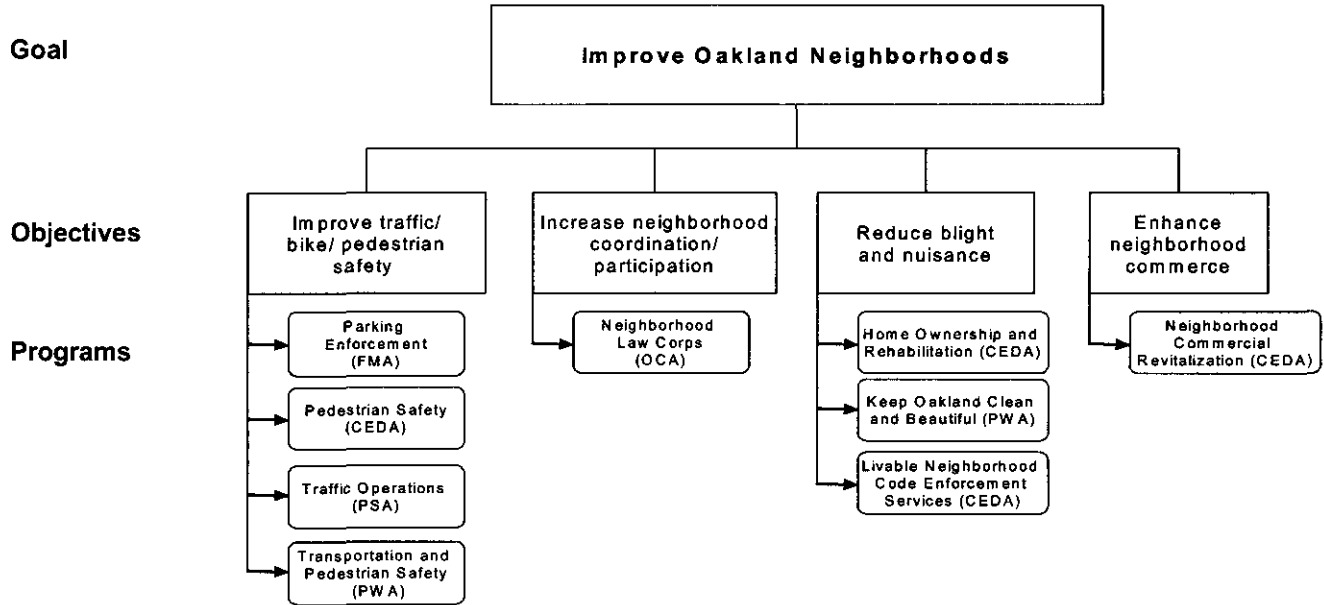 Goal
Improve Oakland Neighborhoods
Objectives
Improve traffic/
bike/ pedestrian
safety
Increase neighborhood
coordination/
participation
Reduce blight
and nuisance
Enhance
neighborhood
commerce
Programs
Parking
Enforcement
(FMA)
Pedestrian Safety
(CEDA)
Traffic Operations
(PSA)
Transportation and
Pedestrian Safety
(PWA)
Neighborhood
Law Corps
(OCA)
Home Ownership and
Rehabilitation (CEDA)
Keep Oakland Clean
and Beautiful (PWA)
Livable Neighborhood
Code Enforcement
Services (CEDA)
Neighborhood
Commercial
Revitalization (CEDA)